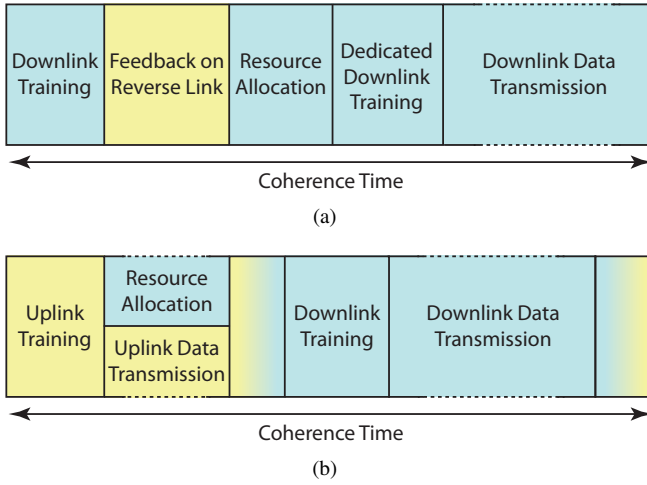 Downlink
Training
Feedback on
Reverse Link
Resource
Allocation
Dedicated
Downlink
Training
Downlink Data
Transmission
Coherence Time
(a)
Uplink
Training
Resource
Allocation
Uplink Data
Transmission
Downlink
Training
Downlink Data
Transmission
Coherence Time
(b)